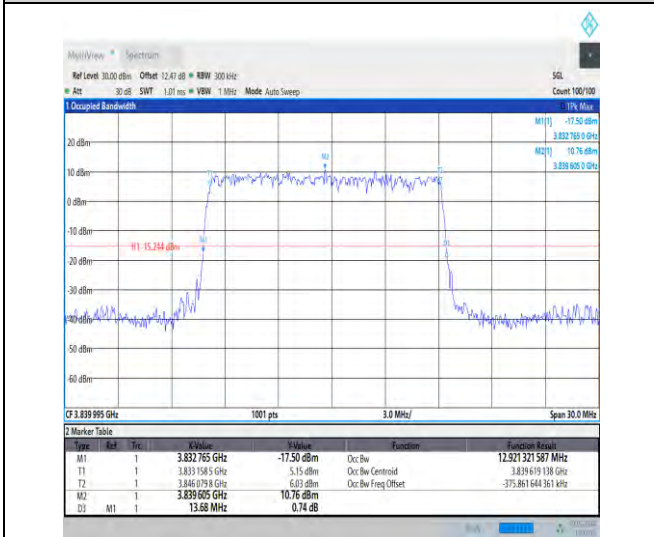 MultiView Spectrum
Ref Level 30.00 dBm Offset 12.47 dB RBW 300 kHz SGL
Att 30 dB SWT 1.01 ms VBW 1 MHz Mode Auto Sweep Count 100/100
1 Occupied Bandwidth 1Pk Max
M1[1] -17.50 dBm
3.832 765 0 GHz
M2[1] 10.76 dBm
3.839 605 0 GHz
20 dBm
10 dBm
0 dBm
-10 dBm
H1 -15.244 dBm
-20 dBm
-30 dBm
-40 dBm
-50 dBm
-60 dBm
M2
T2
M1
D3
CF 3.839 995 GHz 1001 pts 3.0 MHz/ Span 30.0 MHz
2 Marker Table
Type Ref Trc X-Value Y-Value Function Function Result
M1 1 3.832 765 GHz -17.50 dBm Occ Bw 12.921 321 587 MHz
T1 1 3.833 158 5 GHz 5.15 dBm Occ Bw Centroid 3.839 619 138 GHz
T2 1 3.846 079 8 GHz 6.03 dBm Occ Bw Freq Offset -375.861 644 361 kHz
M2 1 3.839 605 GHz 10.76 dBm
D3 M1 1 13.68 MHz 0.74 dB